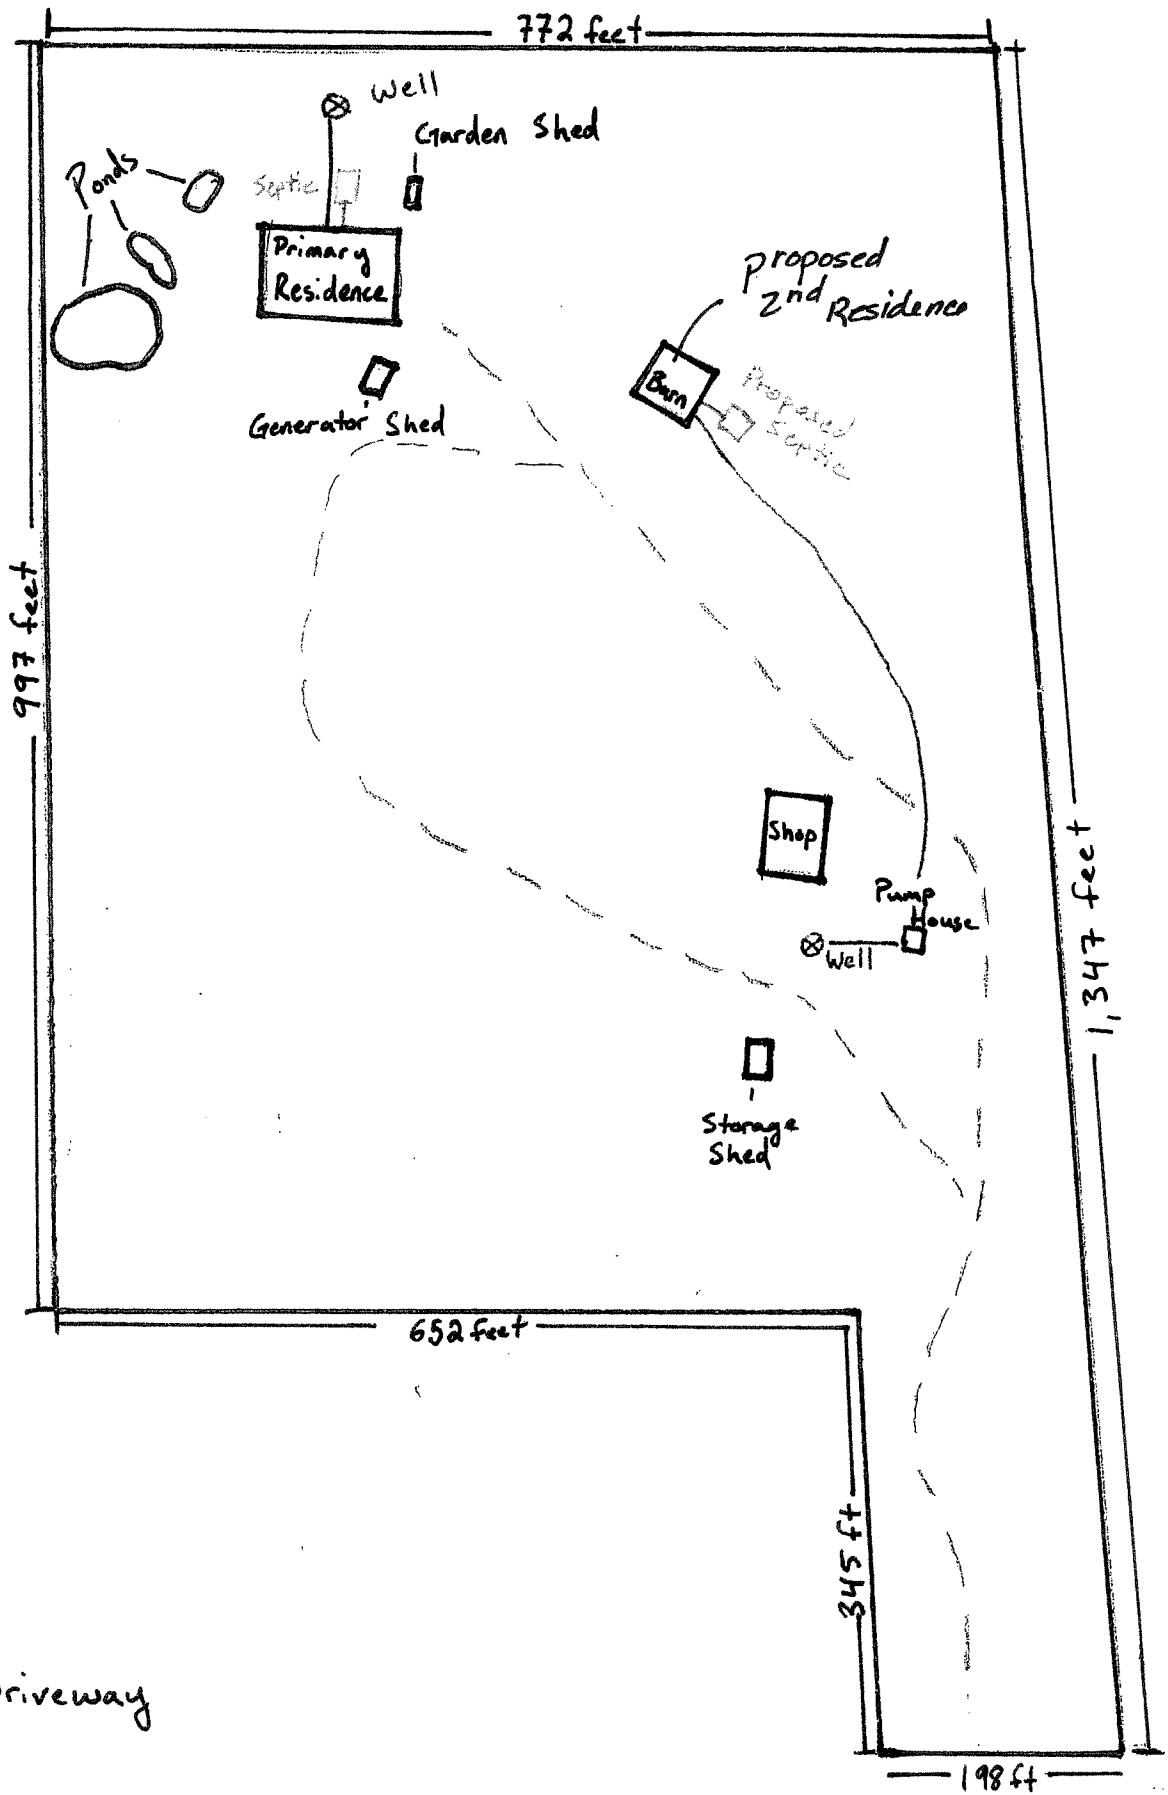 772 feet
Well
Garden Shed
Ponds
Septic
Primary
Residence
Proposed
2nd Residence
Barn
Proposed
Septic
Generator Shed
997 feet
Shop
Pump
House
Well
1,347 feet
Storage
Shed
652 feet
345 ft
riveway
198 ft